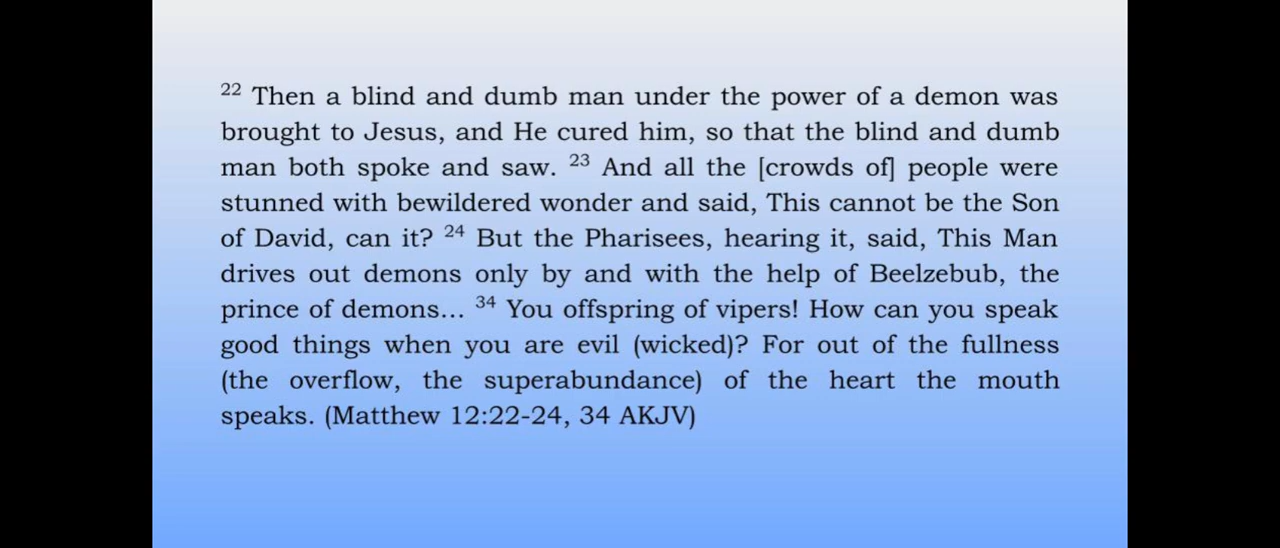 22 Then a blind and dumb man under the power of a demon was
brought to Jesus, and He cured him, so that the blind and dumb
man both spoke and saw. 23 And all the [crowds of] people were
stunned with bewildered wonder and said, This cannot be the Son
of David, can it? 24 But the Pharisees, hearing it, said, This Man
drives out demons only by and with the help of Beelzebub, the
prince of demons... 34 You offspring of vipers! How can you speak
good things when you are evil (wicked)? For out of the fullness
(the overflow, the superabundance) of the heart the mouth
speaks. (Matthew 12:22-24, 34 AKJV)